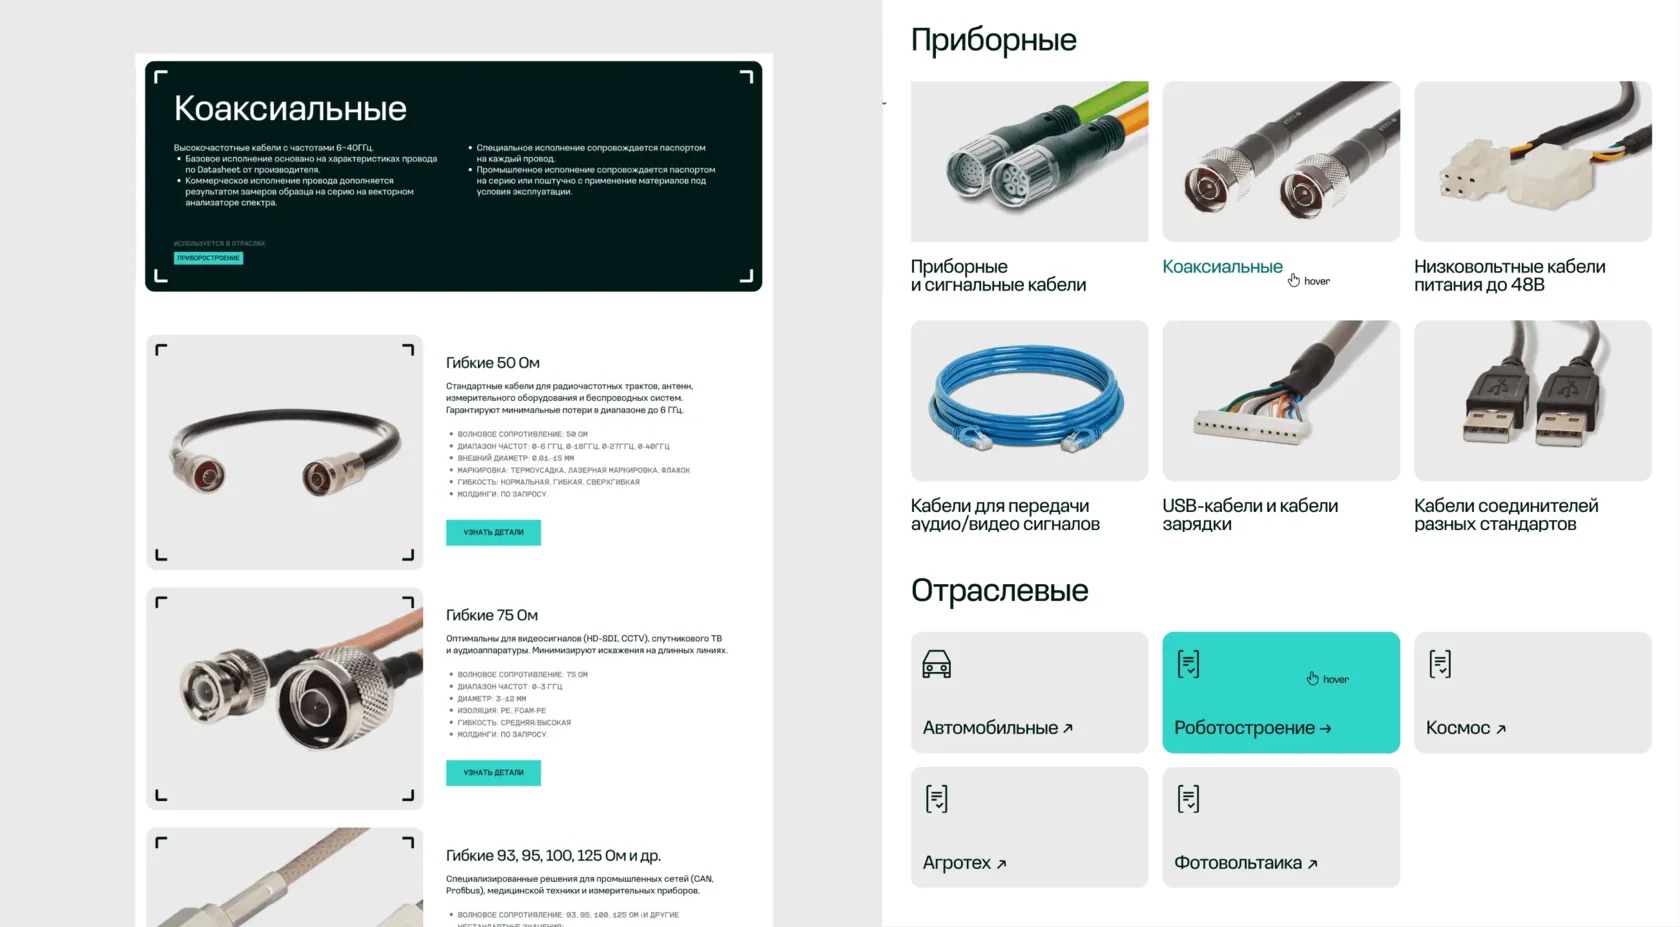 Коаксиальные
Высокочастотные кабели с частотами 6–40ГГц.
• Базовое исполнение основано на характеристиках провода
по Datasheet от производителя.
• Коммерческое исполнение провода дополняется
результатом замеров образца на серию на векторном
анализаторе спектра.
• Специальное исполнение сопровождается паспортом
на каждый провод.
• Промышленное исполнение сопровождается паспортом
на серию или поштучно с применение материалов под
условия эксплуатации.
ИСПОЛЬЗУЕТСЯ В ОТРАСЛЯХ
ПРИБОРОСТРОЕНИЕ
Гибкие 50 Ом
Стандартные кабели для радиочастотных трактов, антенн,
измерительного оборудования и беспроводных систем.
Гарантируют минимальные потери в диапазоне до 6 ГГц.
• ВОЛНОВОЕ СОПРОТИВЛЕНИЕ: 50 ОМ
• ДИАПАЗОН ЧАСТОТ: 0–6 ГГЦ, 0-18ГГЦ, 0-27ГГЦ, 0-40ГГЦ
• ВНЕШНИЙ ДИАМЕТР: 0,81–15 ММ
• МАРКИРОВКА: ТЕРМОУСАДКА, ЛАЗЕРНАЯ МАРКИРОВКА, ФЛАЖОК
• ГИБКОСТЬ: НОРМАЛЬНАЯ, ГИБКАЯ, СВЕРХГИБКАЯ
• МОЛДИНГИ: ПО ЗАПРОСУ.
УЗНАТЬ ДЕТАЛИ
Гибкие 75 Ом
Оптимальны для видеосигналов (HD-SDI, CCTV), спутникового ТВ
и аудиоаппаратуры. Минимизируют искажения на длинных линиях.
• ВОЛНОВОЕ СОПРОТИВЛЕНИЕ: 75 ОМ
• ДИАПАЗОН ЧАСТОТ: 0–3 ГГЦ
• ДИАМЕТР: 3–12 ММ
• ИЗОЛЯЦИЯ: PE, FOAM-PE
• ГИБКОСТЬ: СРЕДНЯЯ/ВЫСОКАЯ
• МОЛДИНГИ: ПО ЗАПРОСУ.
УЗНАТЬ ДЕТАЛИ
Гибкие 93, 95, 100, 125 Ом и др.
Специализированные решения для промышленных сетей (CAN,
Profibus), медицинской техники и измерительных приборов.
• ВОЛНОВОЕ СОПРОТИВЛЕНИЕ: 93, 95, 100, 125 ОМ (И ДРУГИЕ
Приборные
Приборные
и сигнальные кабели
Коаксиальные
hover
Низковольтные кабели
питания до 48В
Кабели для передачи
аудио/видео сигналов
USB-кабели и кабели
зарядки
Кабели соединителей
разных стандартов
Отраслевые
Автомобильные ↗
hover
Роботостроение →
Космос ↗
Агротех ↗
Фотовольтаика ↗